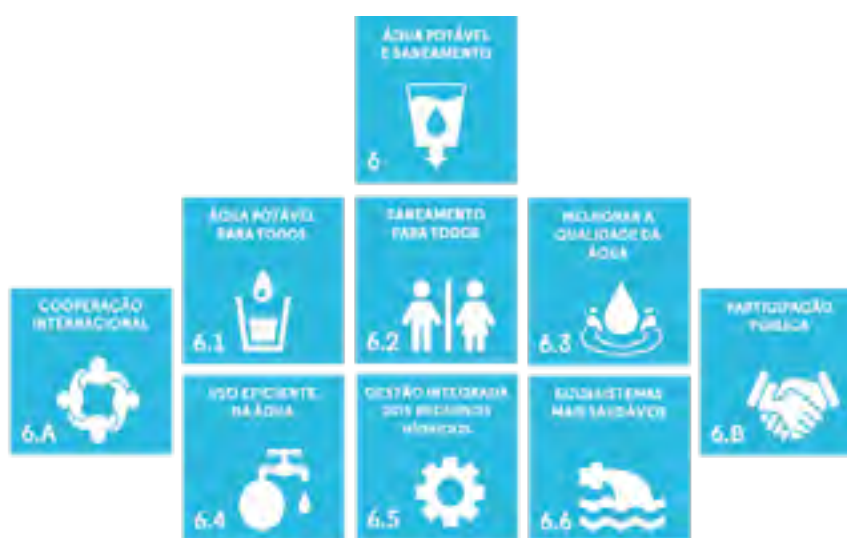 ÁGUA POTÁVEL
E SANEAMENTO
6
ÁGUA POTÁVEL
PARA TODOS
6.1
SANEAMENTO
PARA TODOS
6.2
MELHORAR A
QUALIDADE DA
ÁGUA
6.3
COOPERAÇÃO
INTERNACIONAL
6.A
PARTICIPAÇÃO
PÚBLICA
6.B
USO EFICIENTE
DA ÁGUA
6.4
GESTÃO INTEGRADA
DOS RECURSOS
HÍDRICOS
6.5
ECOSSISTEMAS
MAIS SAUDÁVEIS
6.6